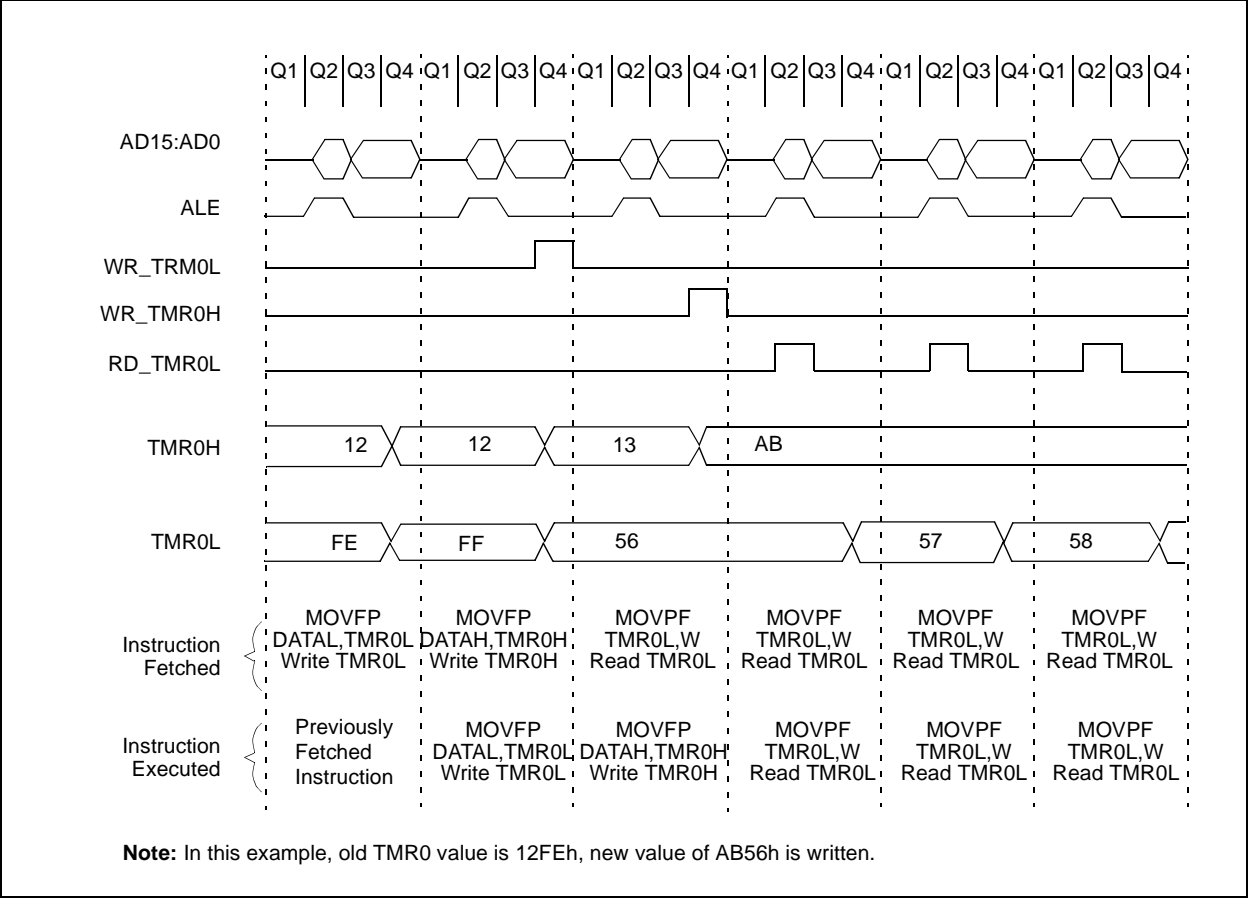 Q1 Q2 Q3 Q4 Q1 Q2 Q3 Q4 Q1 Q2 Q3 Q4 Q1 Q2 Q3 Q4 Q1 Q2 Q3 Q4 Q1 Q2 Q3 Q4
AD15:AD0
ALE
WR_TRM0L
WR_TMR0H
RD_TMR0L
TMR0H 12 12 13 AB
TMR0L FE FF 56 57 58
Instruction
Fetched
MOVFP
DATAL,TMR0L
Write TMR0L
MOVFP
DATAH,TMR0H
Write TMR0H
MOVPF
TMR0L,W
Read TMR0L
MOVPF
TMR0L,W
Read TMR0L
MOVPF
TMR0L,W
Read TMR0L
MOVPF
TMR0L,W
Read TMR0L
Instruction
Executed
Previously
Fetched
Instruction
MOVFP
DATAL,TMR0L
Write TMR0L
MOVFP
DATAH,TMR0H
Write TMR0H
MOVPF
TMR0L,W
Read TMR0L
MOVPF
TMR0L,W
Read TMR0L
MOVPF
TMR0L,W
Read TMR0L
Note: In this example, old TMR0 value is 12FEh, new value of AB56h is written.